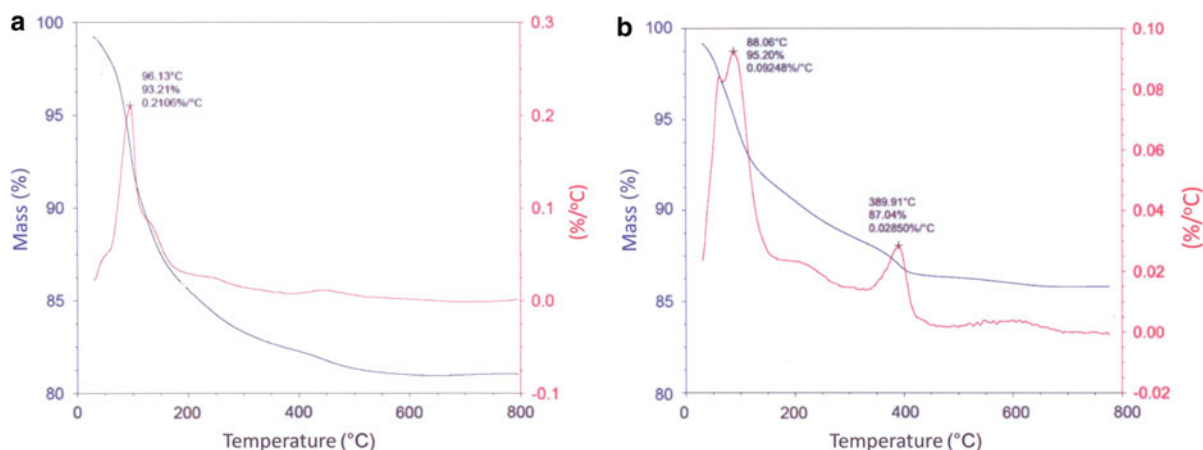 a
100
95
90
85
80
Mass (%)
96.13°C
93.21%
0.2106%/°C
0.3
0.2
0.1
0.0
-0.1
(%/°C)
0
200
400
600
800
Temperature (°C)
b
100
95
90
85
80
Mass (%)
88.06°C
95.20%
0.09248%/°C
389.91°C
87.04%
0.02850%/°C
0.10
0.08
0.06
0.04
0.02
0.00
-0.02
(%/°C)
0
200
400
600
800
Temperature (°C)